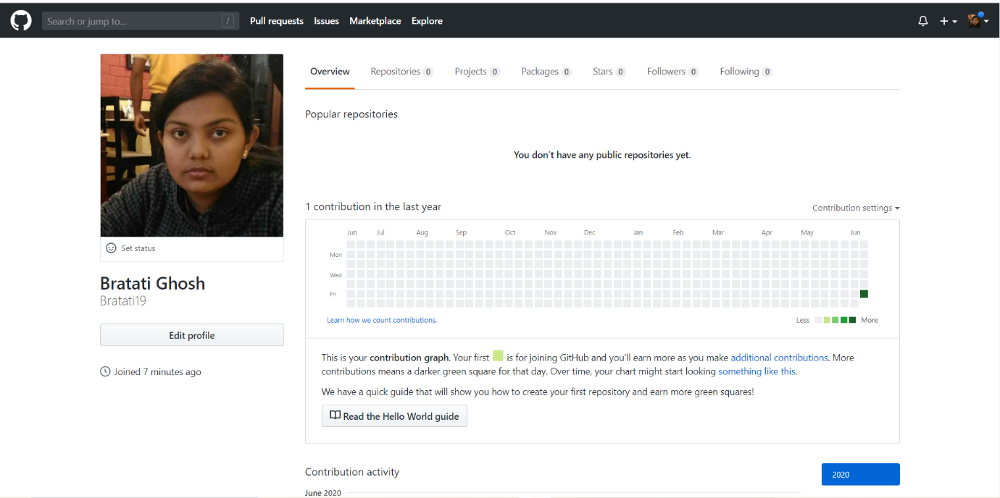 Search or jump to... /
Pull requests Issues Marketplace Explore
Overview Repositories 0 Projects 0 Packages 0 Stars 0 Followers 0 Following 0
Popular repositories
You don't have any public repositories yet.
1 contribution in the last year
Contribution settings
Jun Jul Aug Sep Oct Nov Dec Jan Feb Mar Apr May Jun
Mon
Wed
Fri
Learn how we count contributions.
Less More
Set status
Bratati Ghosh
Bratati19
Edit profile
Joined 7 minutes ago
This is your contribution graph. Your first is for joining GitHub and you'll earn more as you make additional contributions. More
contributions means a darker green square for that day. Over time, your chart might start looking something like this.
We have a quick guide that will show you how to create your first repository and earn more green squares!
Read the Hello World guide
Contribution activity
2020
June 2020